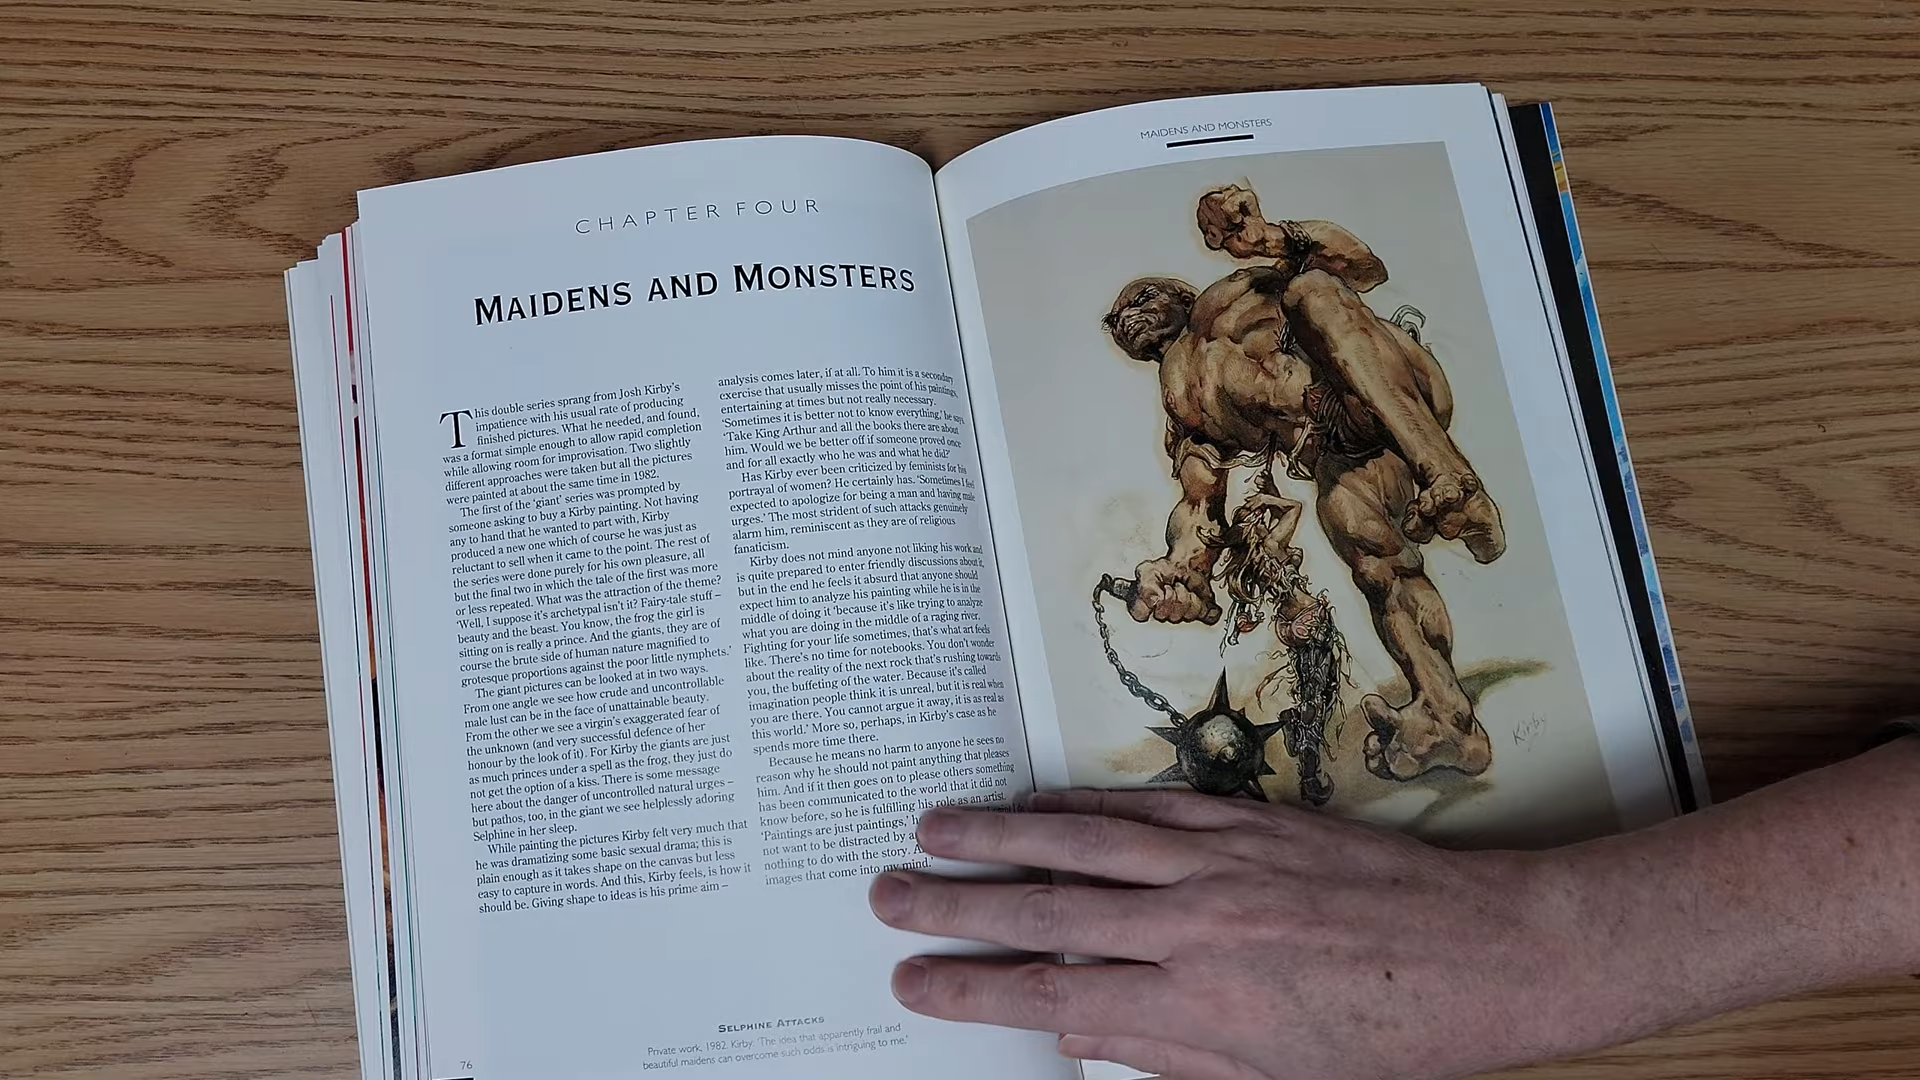 CHAPTER FOUR
MAIDENS AND MONSTERS
This double series sprang from Josh Kirby's
impatience with his usual rate of producing
finished pictures. What he needed, and found,
was a format simple enough to allow rapid completion
while allowing room for improvisation. Two slightly
different approaches were taken but all the pictures
were painted at about the same time in 1982.
The first of the 'giant' series was prompted by
someone asking to buy a Kirby painting. Not having
any to hand that he wanted to part with, Kirby
produced a new one which of course he was just as
reluctant to sell when it came to the point. The rest of
the series were done purely for his own pleasure, all
but the final two in which the tale of the first was more
or less repeated. What was the attraction of the theme?
'Well, I suppose it's archetypal isn't it? Fairy-tale stuff –
beauty and the beast. You know, the frog the girl is
sitting on is really a prince. And the giants, they are of
course the brute side of human nature magnified to
grotesque proportions against the poor little nymphets.'
The giant pictures can be looked at in two ways.
From one angle we see how crude and uncontrollable
male lust can be in the face of unattainable beauty.
From the other we see a virgin's exaggerated fear of
the unknown (and very successful defence of her
honour by the look of it). For Kirby the giants are just
as much princes under a spell as the frog, they just do
not get the option of a kiss. There is some message
here about the danger of uncontrolled natural urges –
but pathos, too, in the giant we see helplessly adoring
Selphine in her sleep.
While painting the pictures Kirby felt very much that
he was dramatizing some basic sexual drama; this is
plain enough as it takes shape on the canvas but less
easy to capture in words. And this, Kirby feels, is how it
should be. Giving shape to ideas is his prime aim –
analysis comes later, if at all. To him it is a secondary
exercise that usually misses the point of his paintings,
entertaining at times but not really necessary.
'Sometimes it is better not to know everything,' he says.
'Take King Arthur and all the books there are about
him. Would we be better off if someone proved once
and for all exactly who he was and what he did?'
Has Kirby ever been criticized by feminists for his
portrayal of women? He certainly has. 'Sometimes I feel
expected to apologize for being a man and having male
urges.' The most strident of such attacks genuinely
alarm him, reminiscent as they are of religious
fanaticism.
Kirby does not mind anyone not liking his work and
is quite prepared to enter friendly discussions about it,
but in the end he feels it absurd that anyone should
expect him to analyze his painting while he is in the
middle of doing it 'because it's like trying to analyze
what you are doing in the middle of a raging river.
Fighting for your life sometimes, that's what art feels
like. There's no time for notebooks. You don't wonder
about the reality of the next rock that's rushing towards
you, the buffeting of the water. Because it's called
imagination people think it is unreal, but it is real when
you are there. You cannot argue it away, it is as real as
this world.' More so, perhaps, in Kirby's case as he
spends more time there.
Because he means no harm to anyone he sees no
reason why he should not paint anything that pleases
him. And if it then goes on to please others something
has been communicated to the world that it did not
know before, so he is fulfilling his role as an artist.
'Paintings are just paintings,'
not want to be distracted by
nothing to do with the story.
images that come into my mind.'
SELPHINE ATTACKS
Private work, 1982. Kirby: 'The idea that apparently frail and
beautiful maidens can overcome such odds is intriguing to me.'
76
MAIDENS AND MONSTERS
Kirby